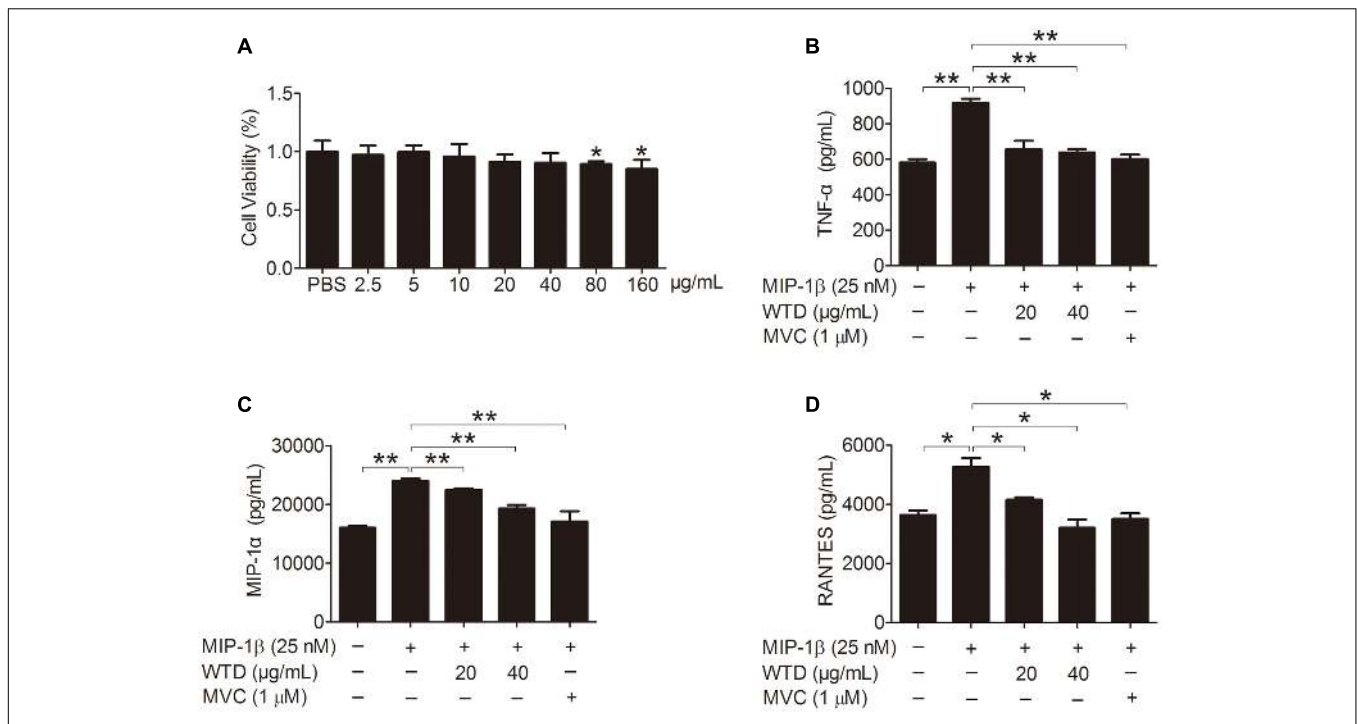 A
Cell Viability (%)
1.5
1.0
0.5
0.0
* *
PBS 2.5 5 10 20 40 80 160 µg/mL
B
TNF-α (pg/mL)
1000
800
600
400
200
0
**
**
** **
MIP-1β (25 nM) – + + + +
WTD (µg/mL) – – 20 40 –
MVC (1 µM) – – – – +
C
MIP-1α (pg/mL)
30000
20000
10000
0
**
**
** **
MIP-1β (25 nM) – + + + +
WTD (µg/mL) – – 20 40 –
MVC (1 µM) – – – – +
D
RANTES (pg/mL)
6000
4000
2000
0
*
*
* *
MIP-1β (25 nM) – + + + +
WTD (µg/mL) – – 20 40 –
MVC (1 µM) – – – – +